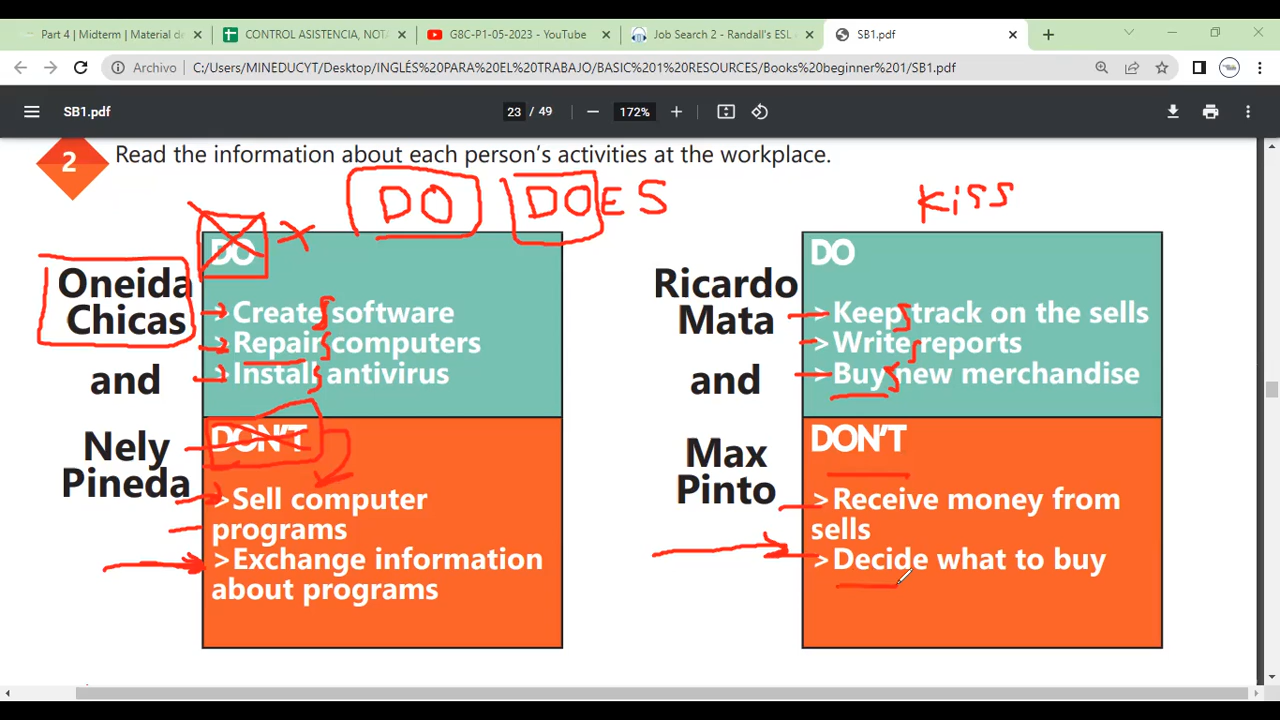 Part 4 | Midterm | Material de
CONTROL ASISTENCIA, NOTA
G8C-P1-05-2023 - YouTube
Job Search 2 - Randall's ESL
SB1.pdf
Archivo
C:/Users/MINEDUCYT/Desktop/INGLÉS%20PARA%20EL%20TRABAJO/BASIC%201%20RESOURCES/Books%20beginner%201/SB1.pdf
SB1.pdf
23 / 49
172%
2
Read the information about each person's activities at the workplace.
DO
DOES
Kiss
DO
X
Oneida
Chicas
and
Nely
Pineda
>Create s software
>Repair s computers
>Install s antivirus
DON'T
>Sell computer
programs
>Exchange information
about programs
Ricardo
Mata
and
Max
Pinto
DO
>Keep s track on the sells
>Write s reports
>Buy s new merchandise
DON'T
>Receive money from
sells
>Decide what to buy